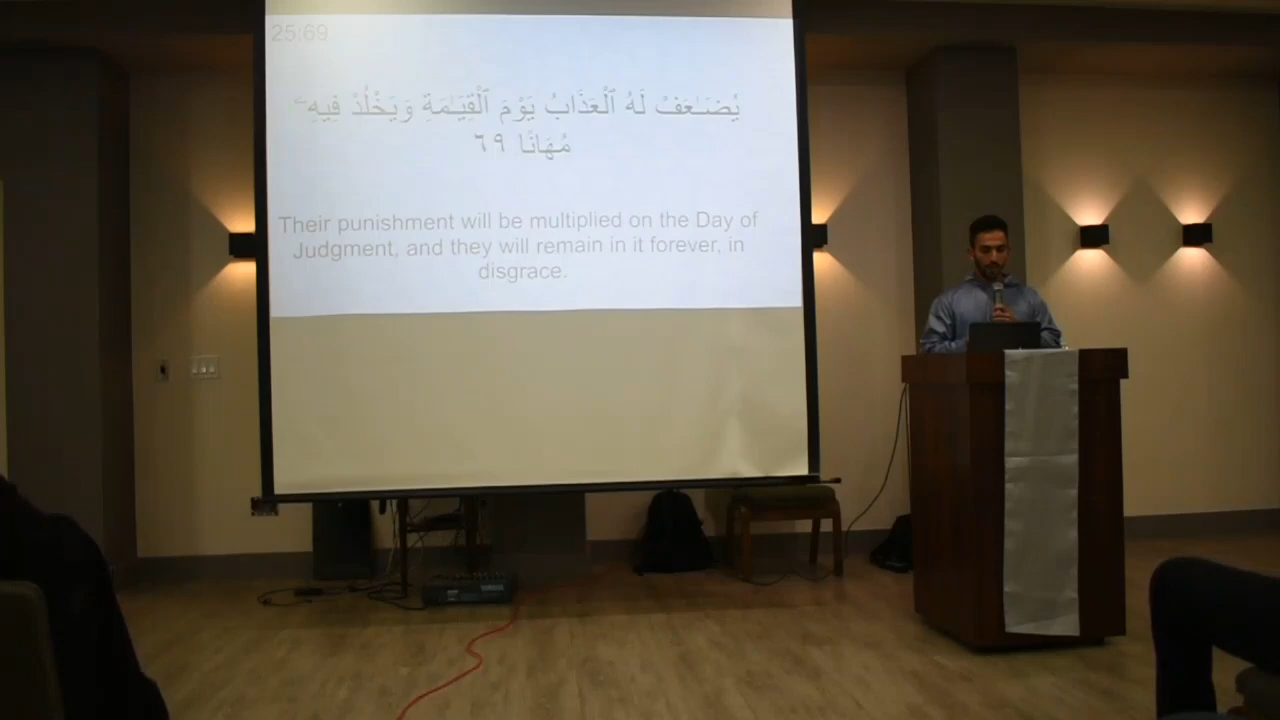 25:69
يُضَـٰعَفْ لَهُ ٱلْعَذَابُ يَوْمَ ٱلْقِيَـٰمَةِ وَيَخْلُدْ فِيهِۦ
مُهَانًا ٦٩
Their punishment will be multiplied on the Day of
Judgment, and they will remain in it forever, in
disgrace.